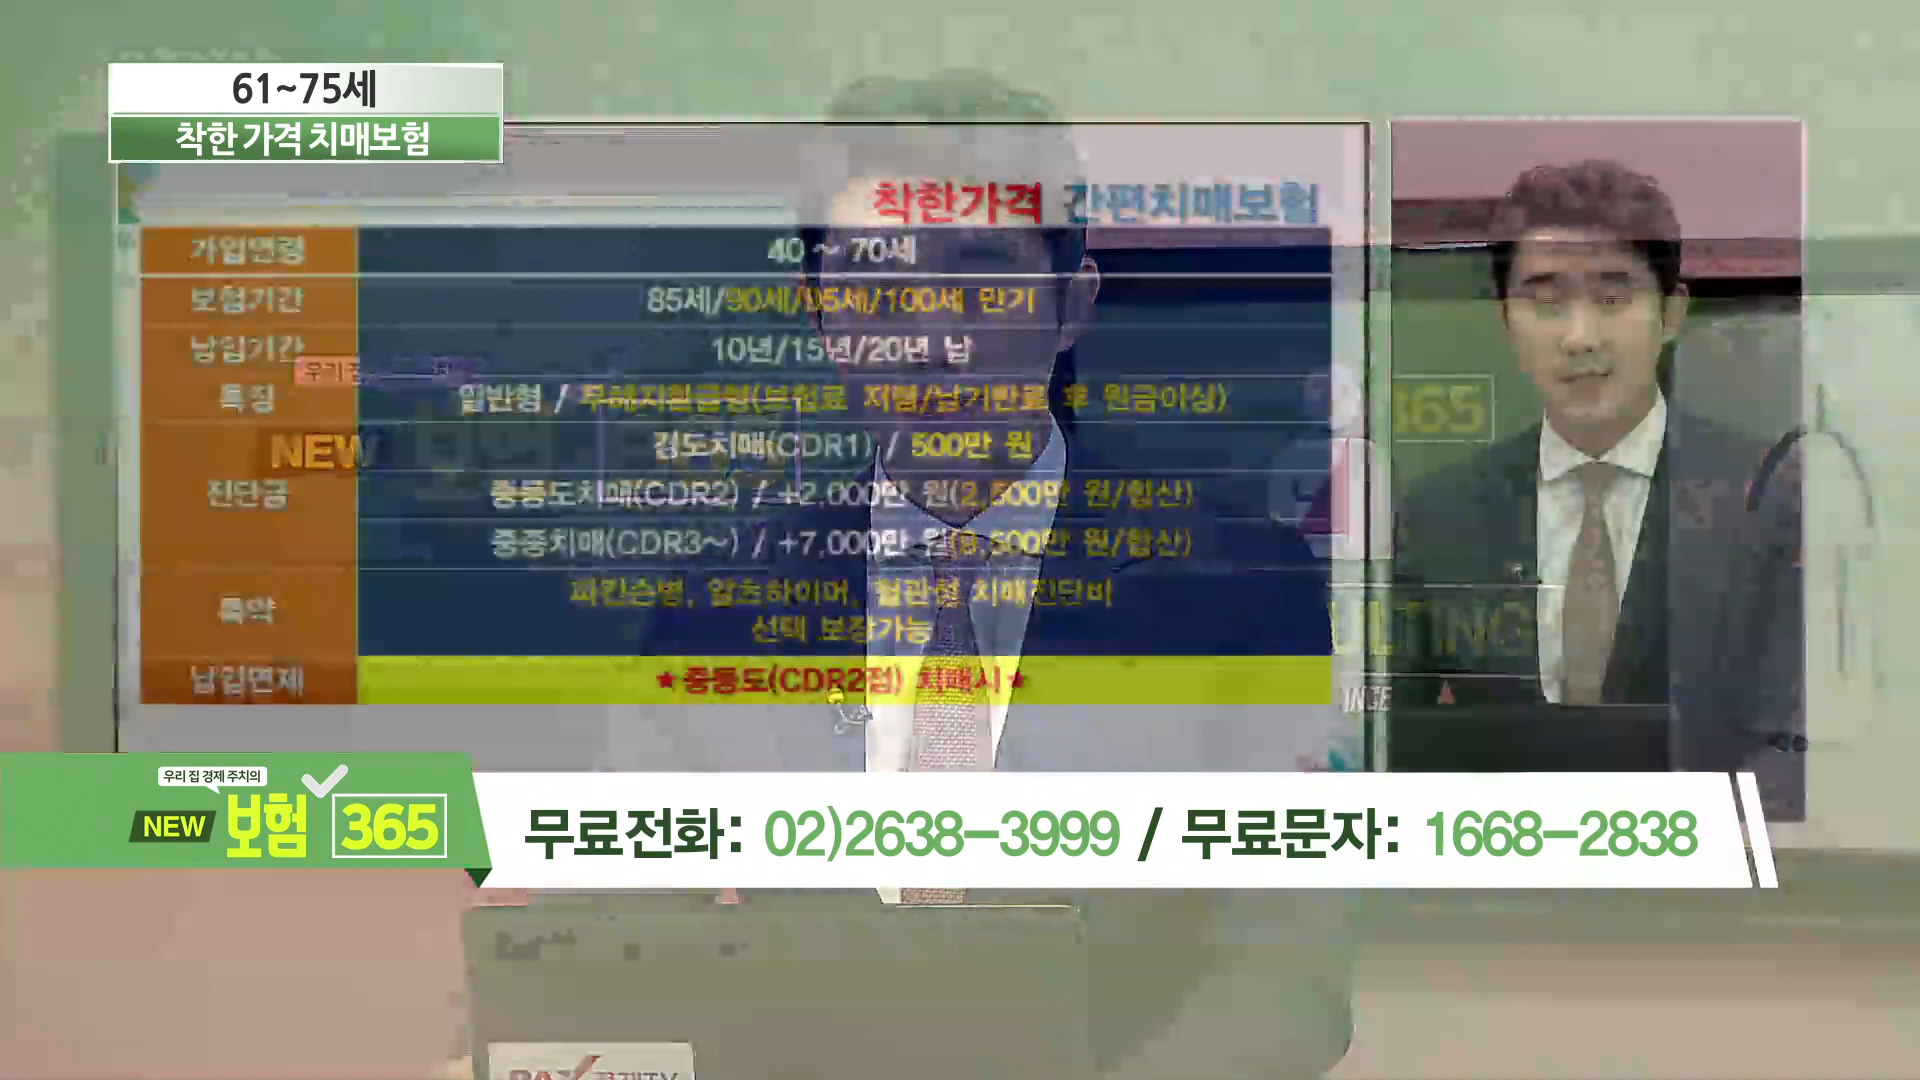 61~75세
착한 가격 치매보험
착한가격 간편치매보험
가입연령 40 ~ 70세
보험기간 85세/90세/95세/100세 만기
납입기간 10년/15년/20년 납
특징 일반형 / 무해지환급형(보험료 저렴/납기만료 후 원금이상)
진단금
경도치매(CDR1) / 500만 원
중등도치매(CDR2) / +2,000만 원(2,500만 원/합산)
중증치매(CDR3~) / +7,000만 원(9,500만 원/합산)
특약
파킨슨병, 알츠하이머, 혈관성 치매진단비
선택 보장가능
납입면제 ★중등도(CDR2점) 치매시★
NEW
365
우리 집 경제 주치의
NEW 보험 365
무료전화: 02)2638-3999 / 무료문자: 1668-2838